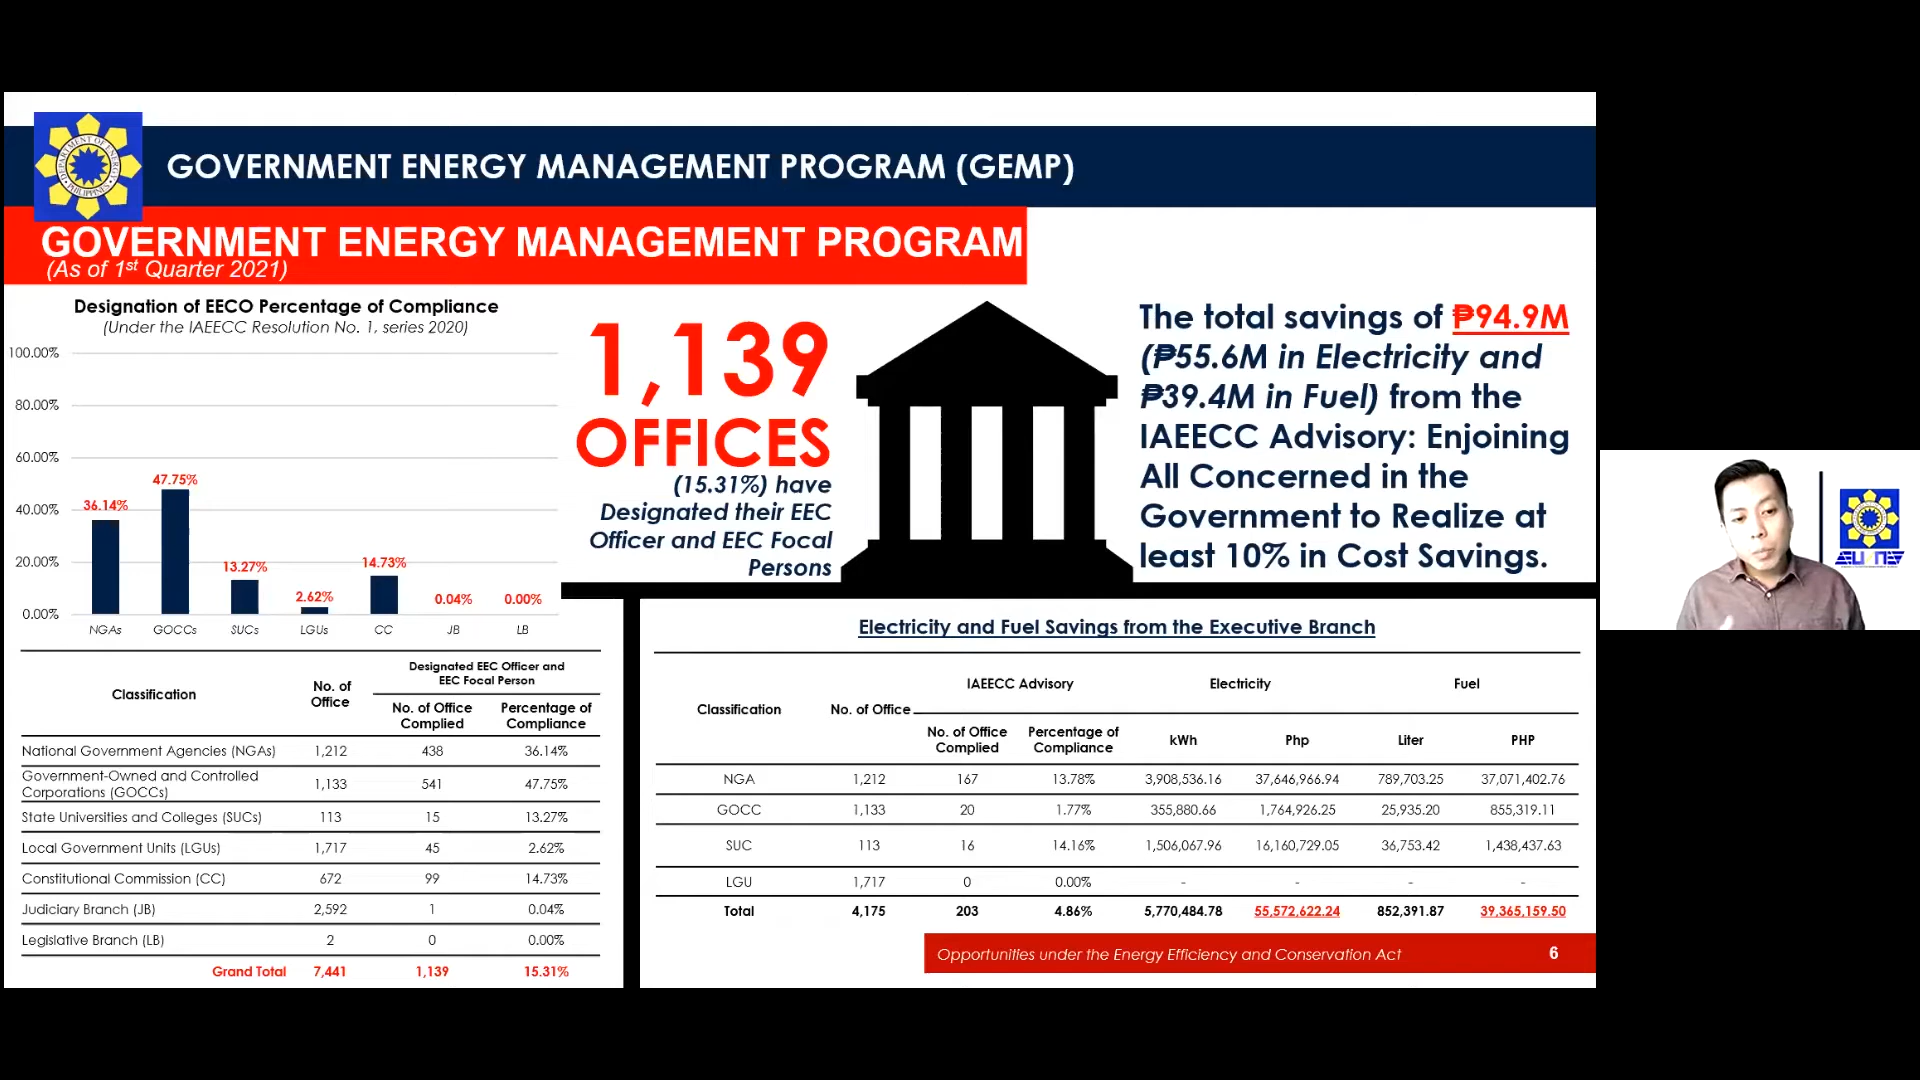 GOVERNMENT ENERGY MANAGEMENT PROGRAM (GEMP)
DEPARTMENT OF ENERGY
PHILIPPINES
GOVERNMENT ENERGY MANAGEMENT PROGRAM
(As of 1st Quarter 2021)
Designation of EECO Percentage of Compliance
(Under the IAEECC Resolution No. 1, series 2020)
100.00%
80.00%
60.00%
40.00%
20.00%
0.00%
36.14%
47.75%
13.27%
2.62%
14.73%
0.04%
0.00%
NGAs GOCCs SUCs LGUs CC JB LB
1,139
OFFICES
(15.31%) have
Designated their EEC
Officer and EEC Focal
Persons
The total savings of ₱94.9M
(₱55.6M in Electricity and
₱39.4M in Fuel) from the
IAEECC Advisory: Enjoining
All Concerned in the
Government to Realize at
least 10% in Cost Savings.
Classification No. of Office Designated EEC Officer and EEC Focal Person
No. of Office Complied Percentage of Compliance
National Government Agencies (NGAs) 1,212 438 36.14%
Government-Owned and Controlled
Corporations (GOCCs) 1,133 541 47.75%
State Universities and Colleges (SUCs) 113 15 13.27%
Local Government Units (LGUs) 1,717 45 2.62%
Constitutional Commission (CC) 672 99 14.73%
Judiciary Branch (JB) 2,592 1 0.04%
Legislative Branch (LB) 2 0 0.00%
Grand Total 7,441 1,139 15.31%
Electricity and Fuel Savings from the Executive Branch
Classification No. of Office IAEECC Advisory Electricity Fuel
No. of Office Complied Percentage of Compliance kWh Php Liter PHP
NGA 1,212 167 13.78% 3,908,536.16 37,646,966.94 789,703.25 37,071,402.76
GOCC 1,133 20 1.77% 355,880.66 1,764,926.25 25,935.20 855,319.11
SUC 113 16 14.16% 1,506,067.96 16,160,729.05 36,753.42 1,438,437.63
LGU 1,717 0 0.00% - - - -
Total 4,175 203 4.86% 5,770,484.78 55,572,622.24 852,391.87 39,365,159.50
Opportunities under the Energy Efficiency and Conservation Act 6